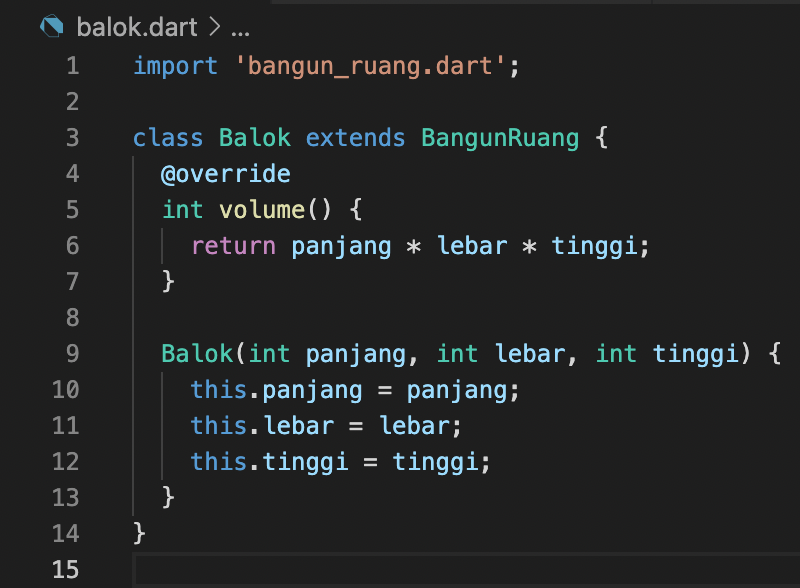 balok.dart > ...
1 import 'bangun_ruang.dart';
2
3 class Balok extends BangunRuang {
4   @override
5   int volume() {
6     return panjang * lebar * tinggi;
7   }
8
9   Balok(int panjang, int lebar, int tinggi) {
10     this.panjang = panjang;
11     this.lebar = lebar;
12     this.tinggi = tinggi;
13   }
14 }
15